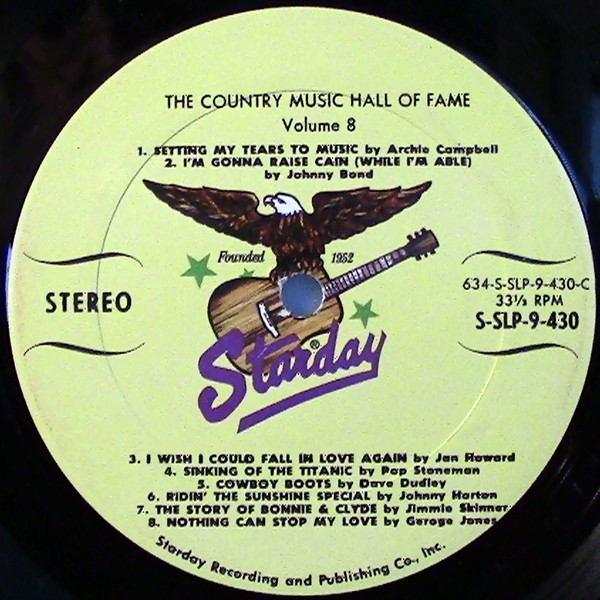 THE COUNTRY MUSIC HALL OF FAME
Volume 8
1. SETTING MY TEARS TO MUSIC by Archie Campbell
2. I'M GONNA RAISE CAIN (WHILE I'M ABLE)
by Johnny Bond
Founded 1952
STEREO
634-S-SLP-9-430-C
33⅓ RPM
S-SLP-9-430
Starday®
3. I WISH I COULD FALL IN LOVE AGAIN by Jan Howard
4. SINKING OF THE TITANIC by Pop Stoneman
5. COWBOY BOOTS by Dave Dudley
6. RIDIN' THE SUNSHINE SPECIAL by Johnny Horton
7. THE STORY OF BONNIE & CLYDE by Jimmie Skinner
8. NOTHING CAN STOP MY LOVE by George Jones
Starday Recording and Publishing Co., Inc.